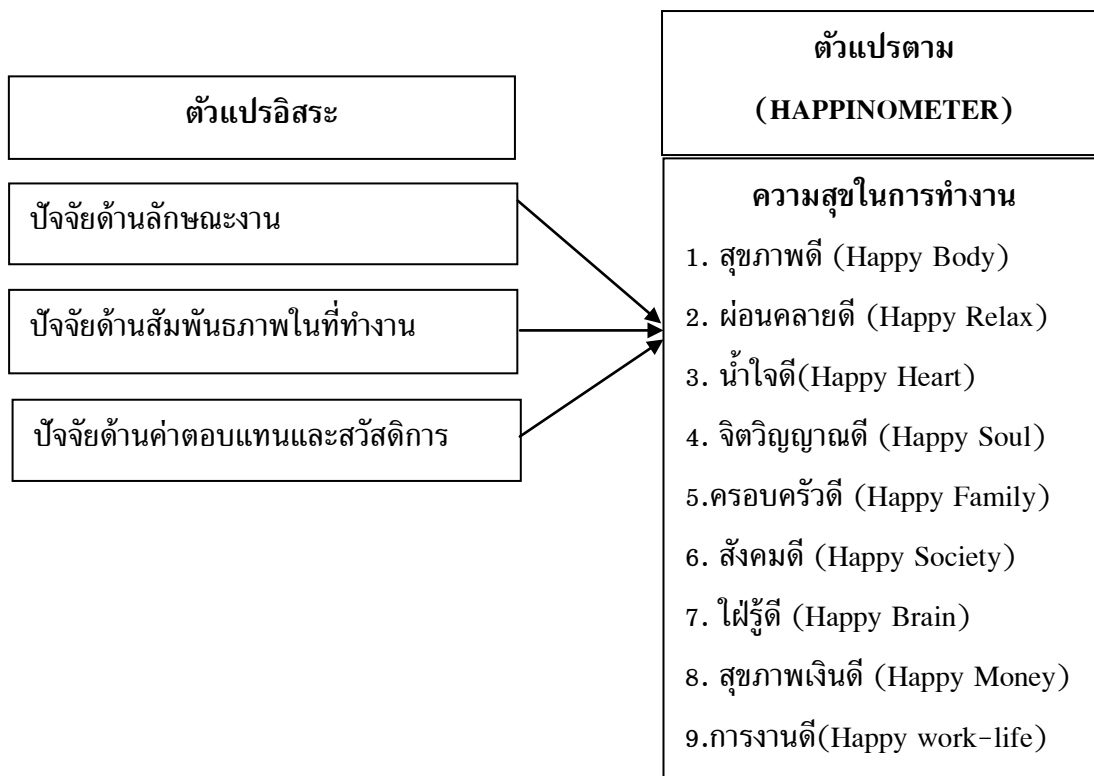 ตัวแปรอิสระ
ปัจจัยด้านลักษณะงาน
ปัจจัยด้านสัมพันธภาพในที่ทำงาน
ปัจจัยด้านค่าตอบแทนและสวัสดิการ
ตัวแปรตาม
(HAPPINOMETER)
ความสุขในการทำงาน
1. สุขภาพดี (Happy Body)
2. ผ่อนคลายดี (Happy Relax)
3. น้ำใจดี(Happy Heart)
4. จิตวิญญาณดี (Happy Soul)
5.ครอบครัวดี (Happy Family)
6. สังคมดี (Happy Society)
7. ใฝ่รู้ดี (Happy Brain)
8. สุขภาพเงินดี (Happy Money)
9.การงานดี(Happy work-life)